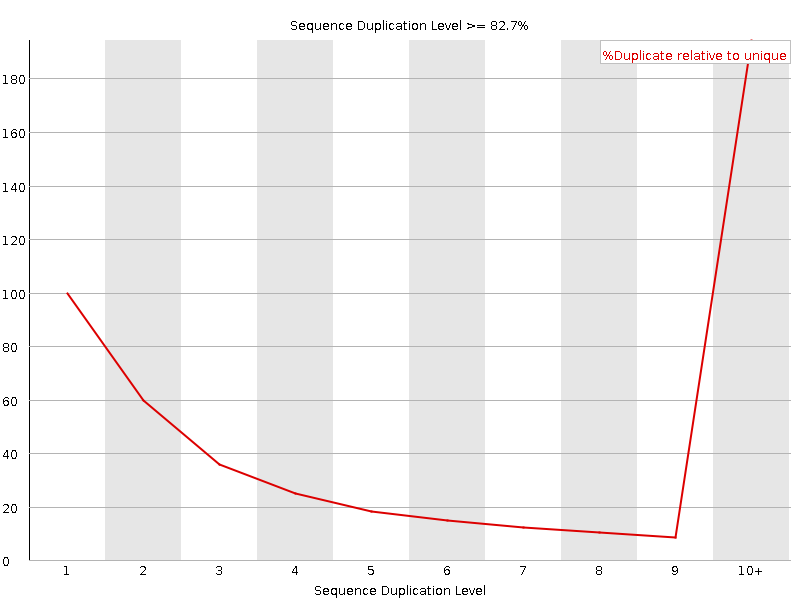 Sequence Duplication Level >= 82.7%
%Duplicate relative to unique
180
160
140
120
100
80
60
40
20
0
1 2 3 4 5 6 7 8 9 10+
Sequence Duplication Level